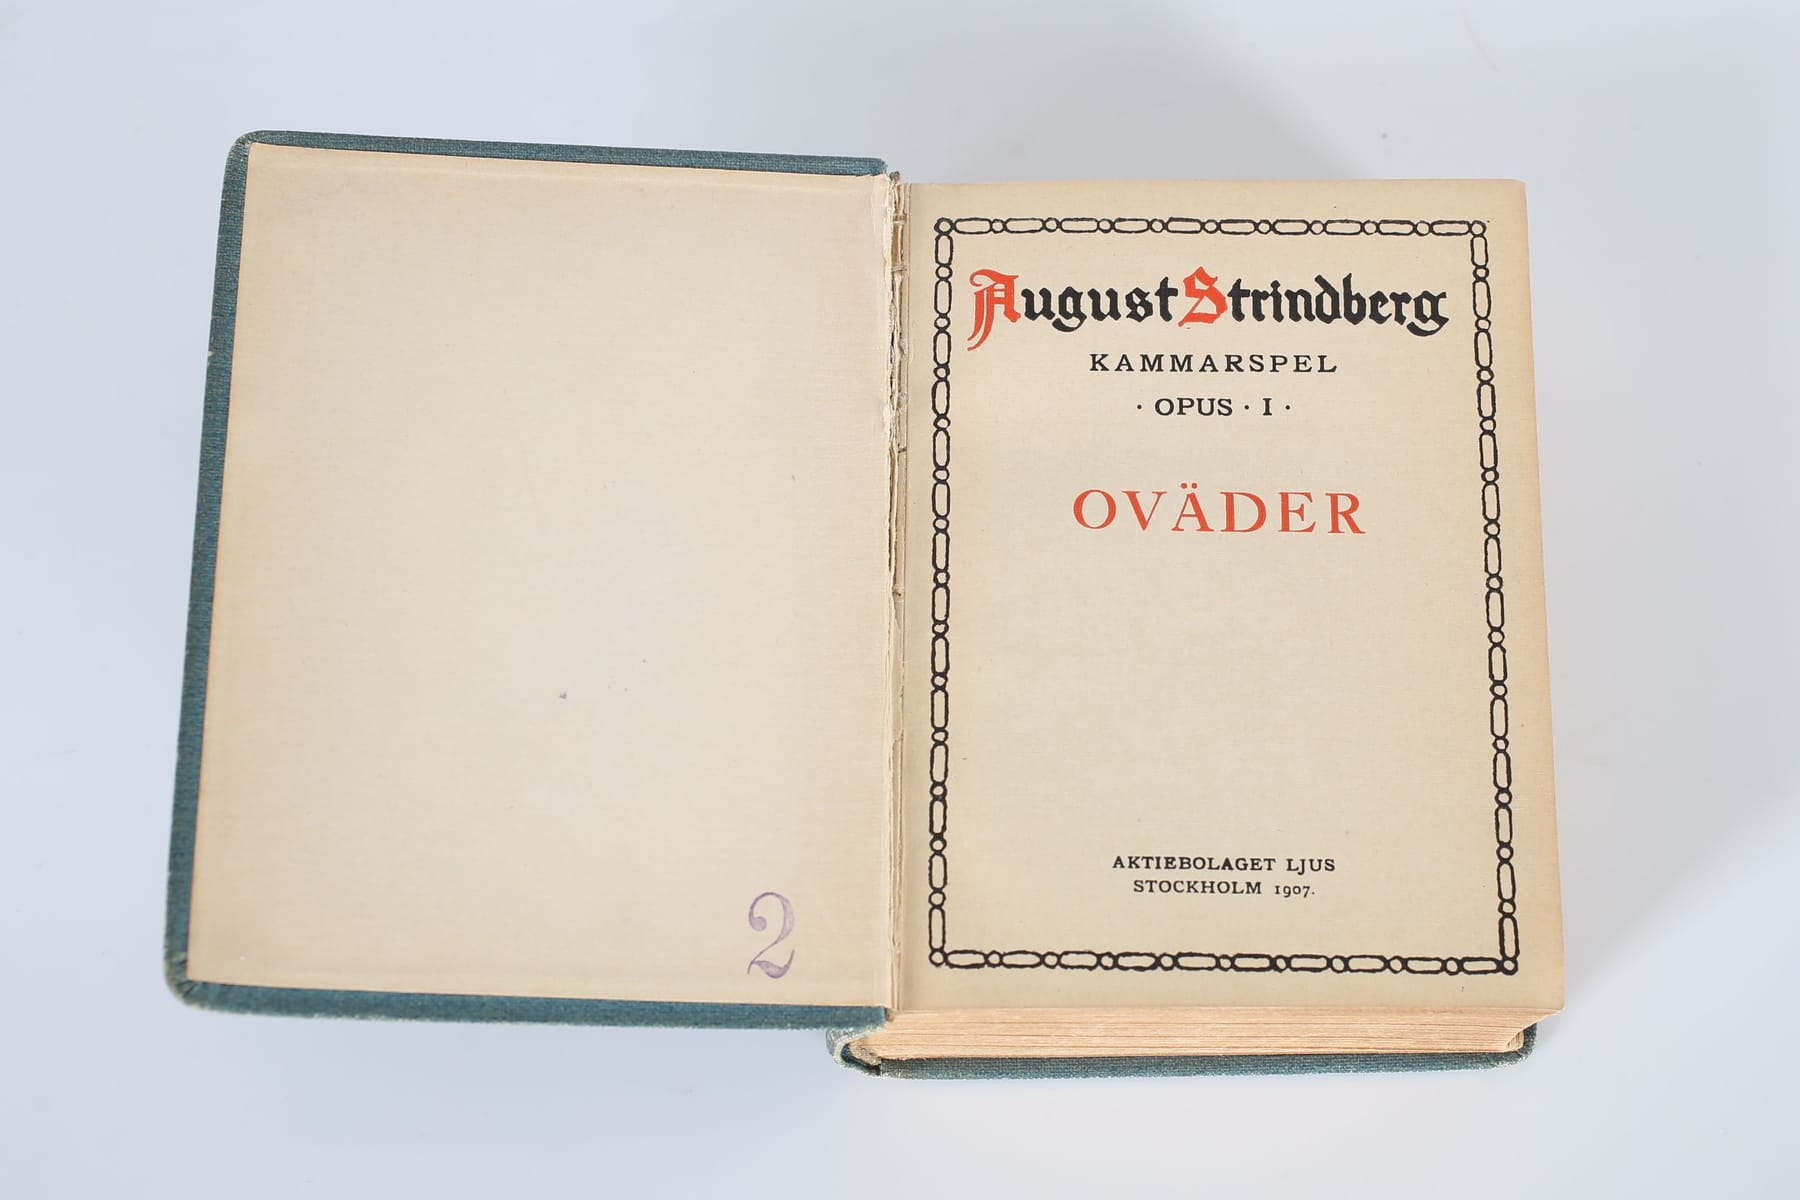 2
August Strindberg
KAMMARSPEL
· OPUS · I ·
OVÄDER
AKTIEBOLAGET LJUS
STOCKHOLM 1907.